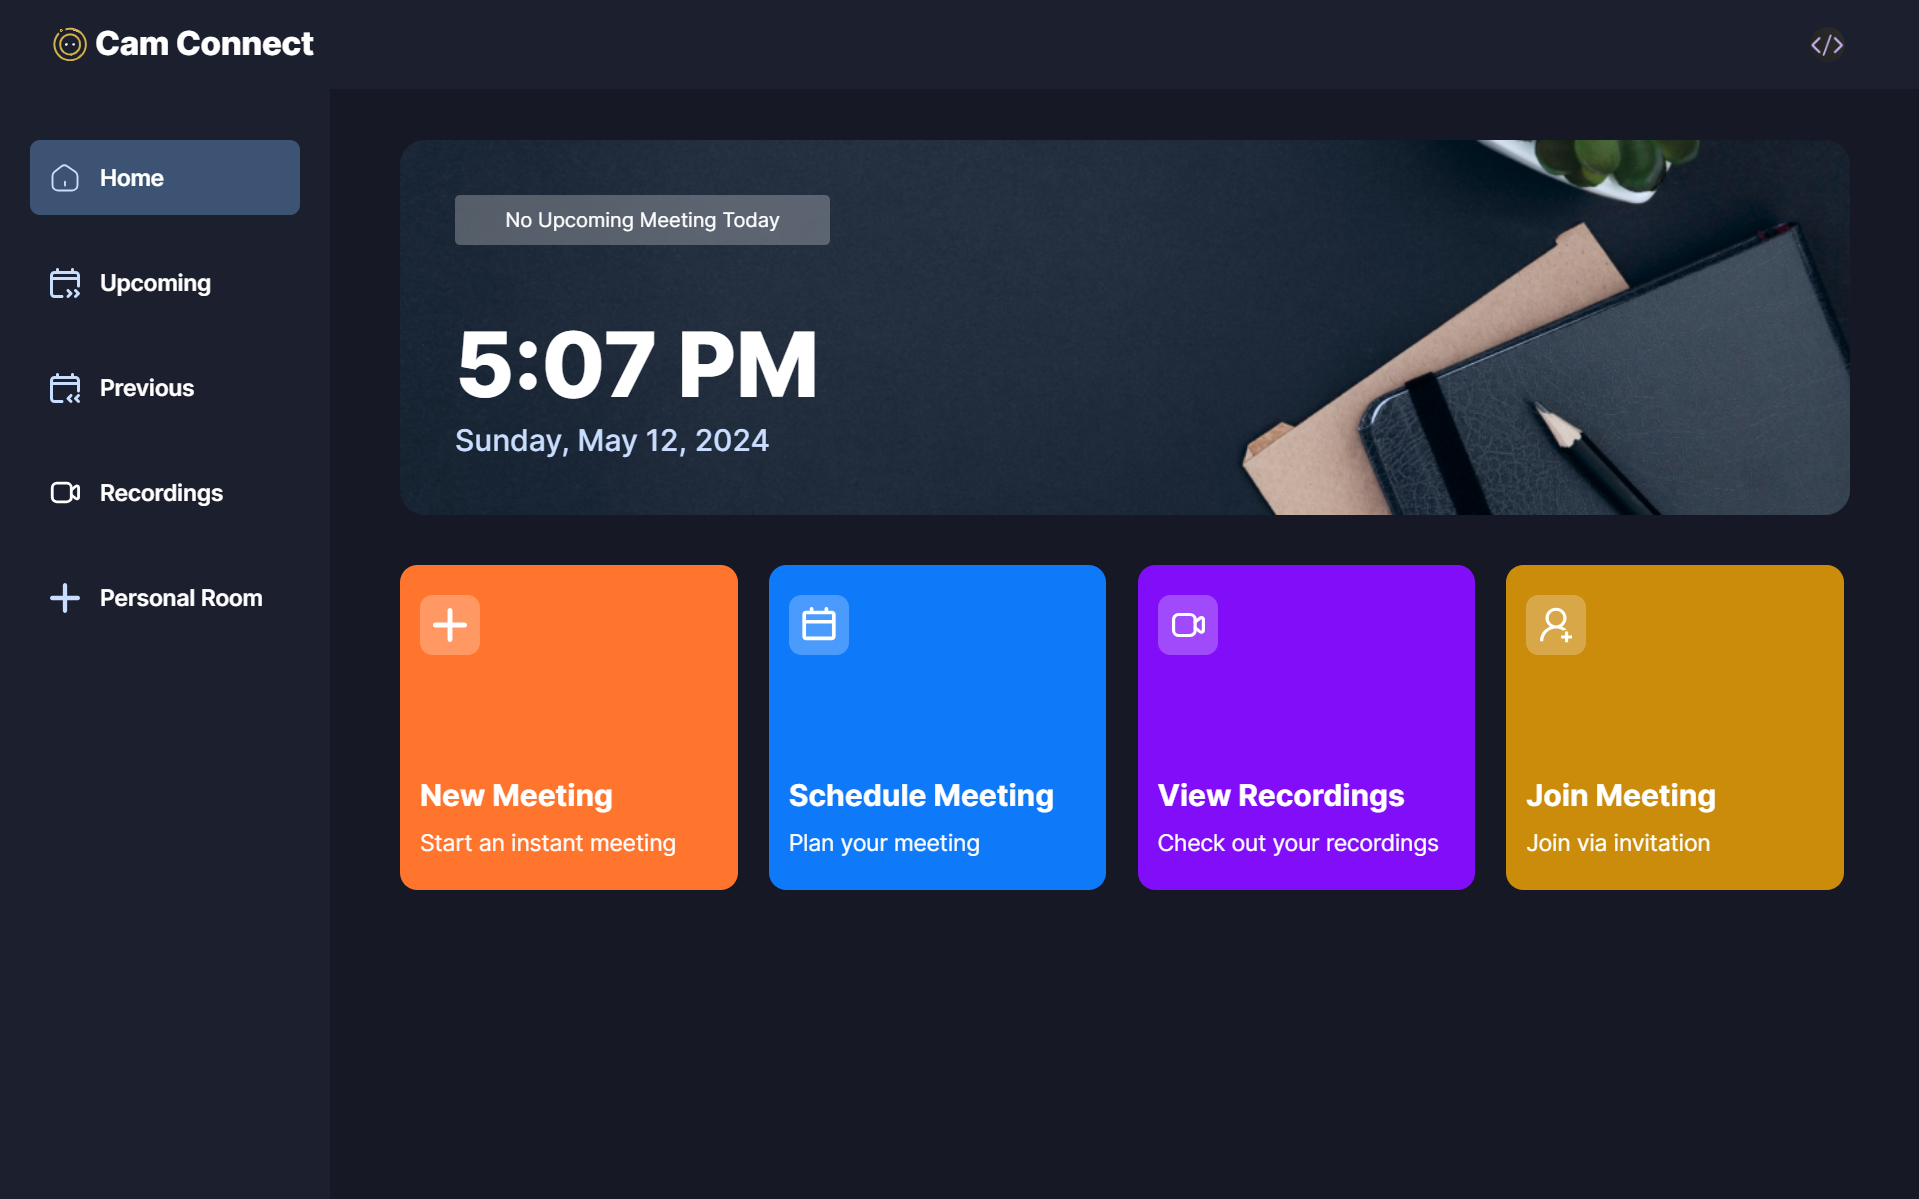 Cam Connect
Home
Upcoming
Previous
Recordings
Personal Room
No Upcoming Meeting Today
5:07 PM
Sunday, May 12, 2024
New Meeting
Start an instant meeting
Schedule Meeting
Plan your meeting
View Recordings
Check out your recordings
Join Meeting
Join via invitation